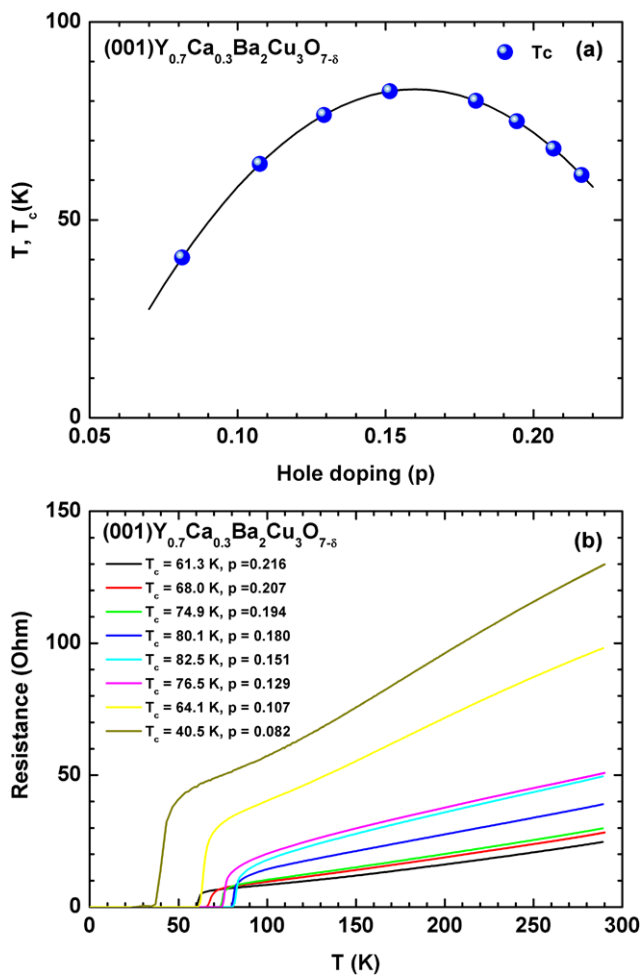 100
(001)Y0.7Ca0.3Ba2Cu3O7-δ
Tc
(a)
50
0
T, Tc(K)
0.05 0.10 0.15 0.20
Hole doping (p)
150
(001)Y0.7Ca0.3Ba2Cu3O7-δ
(b)
Tc = 61.3 K, p =0.216
Tc = 68.0 K, p =0.207
Tc = 74.9 K, p =0.194
Tc = 80.1 K, p = 0.180
Tc = 82.5 K, p = 0.151
Tc = 76.5 K, p = 0.129
Tc = 64.1 K, p = 0.107
Tc = 40.5 K, p = 0.082
100
50
0
Resistance (Ohm)
0 50 100 150 200 250 300
T (K)